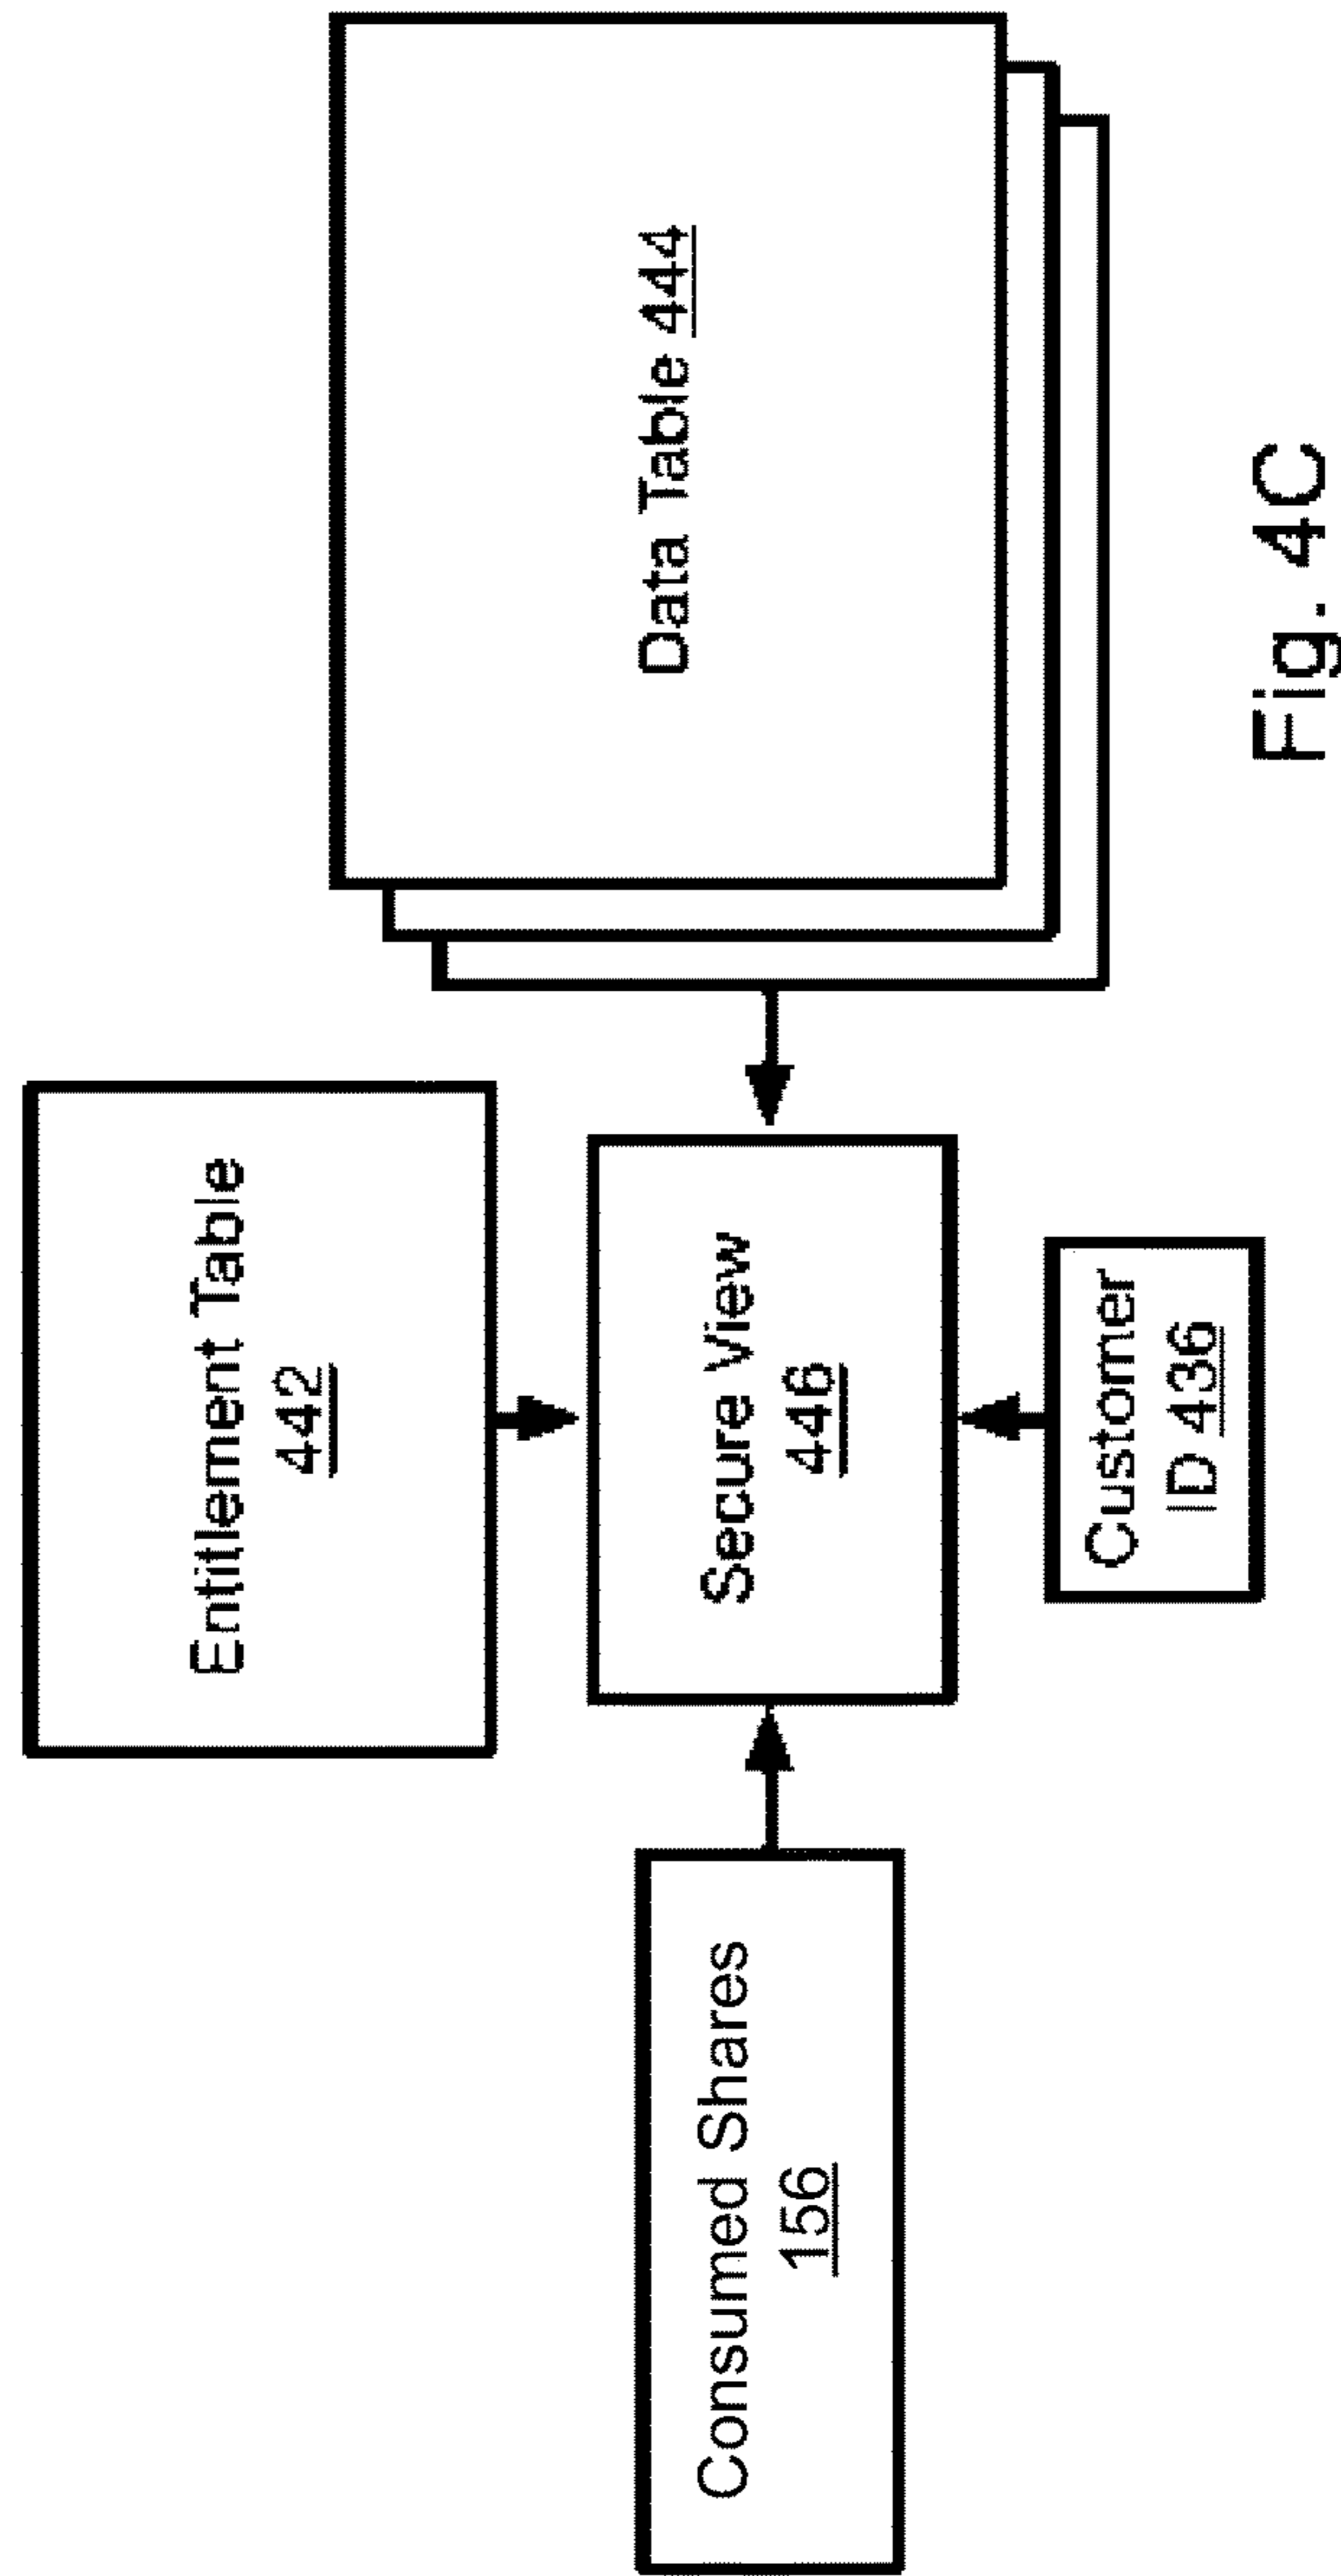 Entitlement Table
442
Consumed Shares
156
Secure View
446
Data Table 444
Customer
ID 436
Fig. 4C